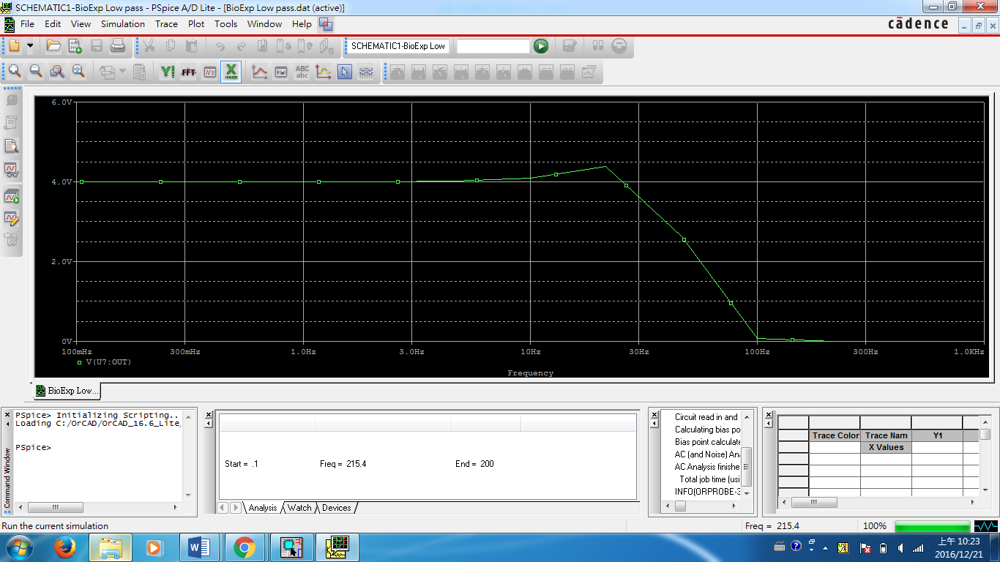 SCHEMATIC1-BioExp Low pass - PSpice A/D Lite - [BioExp Low pass.dat (active)]
File Edit View Simulation Trace Plot Tools Window Help
cādence
SCHEMATIC1-BioExp Low
FFT
ABC
abc
6.0V
4.0V
2.0V
0V
100mHz 300mHz 1.0Hz 3.0Hz 10Hz 30Hz 100Hz 300Hz 1.0KHz
V(U7:OUT)
Frequency
BioExp Low...
Command Window
PSpice> Initializing Scripting..
Loading C:/OrCAD/OrCAD_16.6_Lite,
PSpice>
Start = .1 Freq = 215.4 End = 200
Analysis Watch Devices
Circuit read in and
Calculating bias po
Bias point calculate
AC (and Noise) An
AC Analysis finishe
Total job time (usi
INFO(ORPROBE-3
Trace Color Trace Nam Y1
X Values
Run the current simulation
Freq = 215.4 100%
上午 10:23
2016/12/21